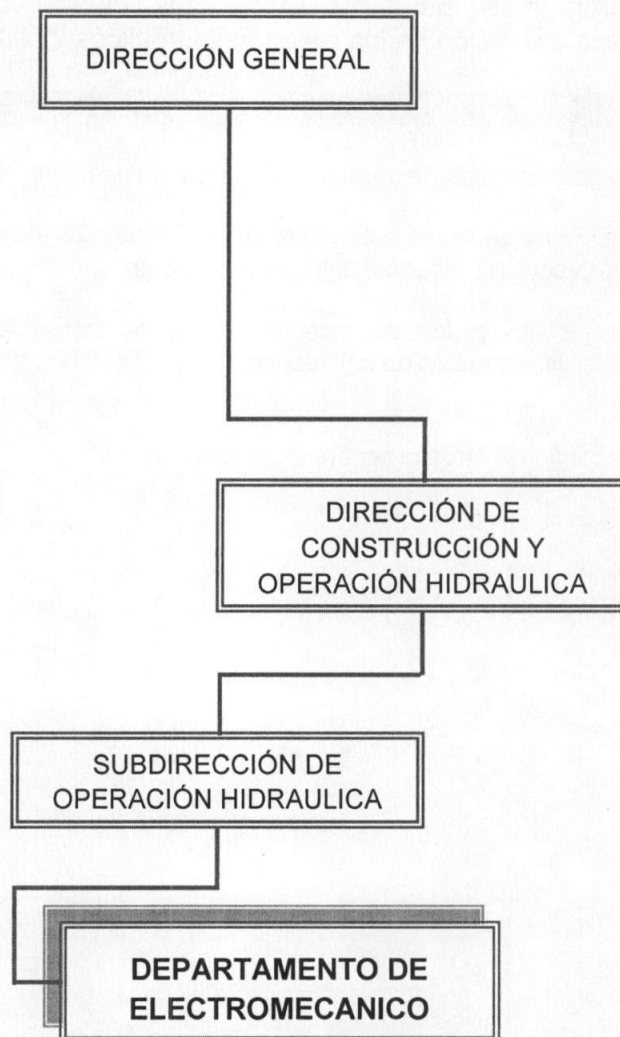 DIRECCIÓN GENERAL
DIRECCIÓN DE
CONSTRUCCIÓN Y
OPERACIÓN HIDRAULICA
SUBDIRECCIÓN DE
OPERACIÓN HIDRAULICA
DEPARTAMENTO DE
ELECTROMECANICO